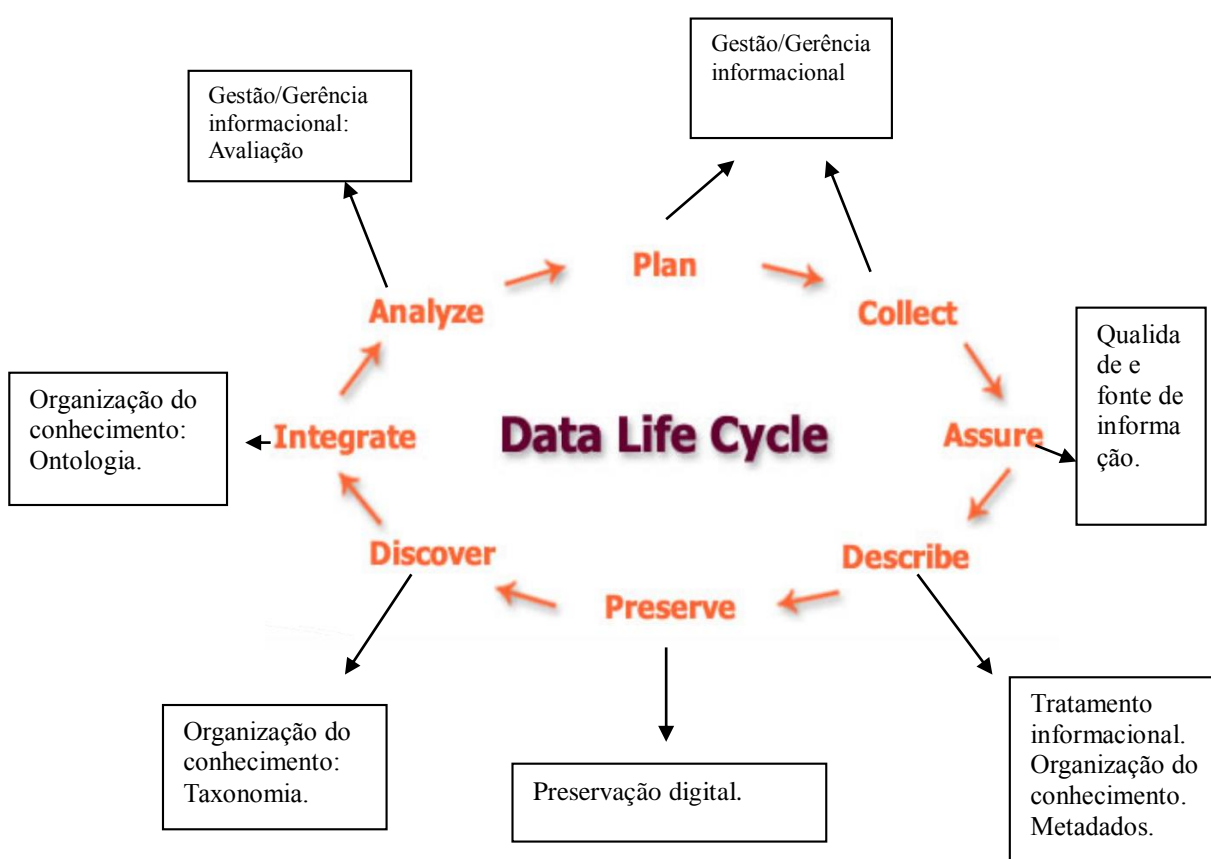 Gestão/Gerência
informacional
Gestão/Gerência
informacional:
Avaliação
Plan
Analyze
Collect
Qualida
de e
fonte de
informa
ção.
Organização do
conhecimento:
Ontologia.
Integrate
Data Life Cycle
Assure
Discover
Describe
Preserve
Organização do
conhecimento:
Taxonomia.
Preservação digital.
Tratamento
informacional.
Organização do
conhecimento.
Metadados.